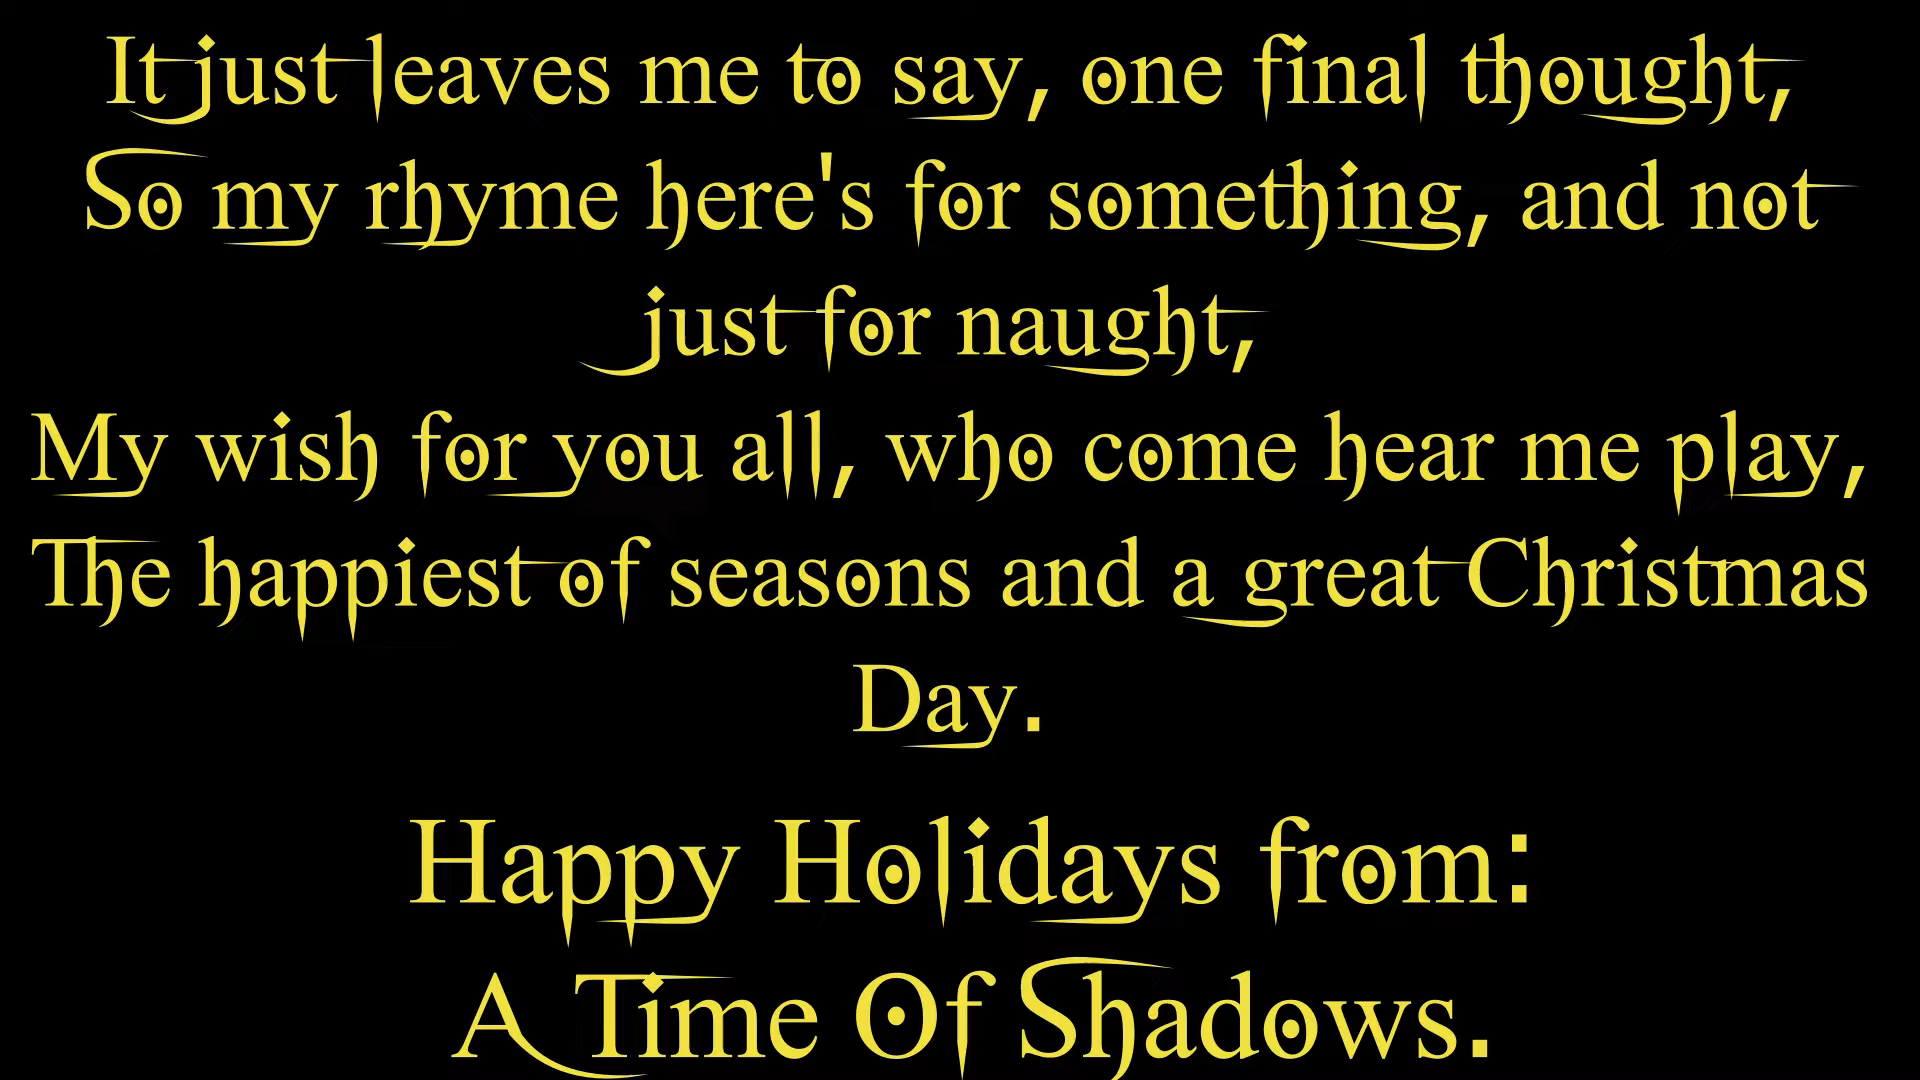 It just leaves me to say, one final thought,
So my rhyme here's for something, and not
just for naught,
My wish for you all, who come hear me play,
The happiest of seasons and a great Christmas
Day.
Happy Holidays from:
A Time Of Shadows.